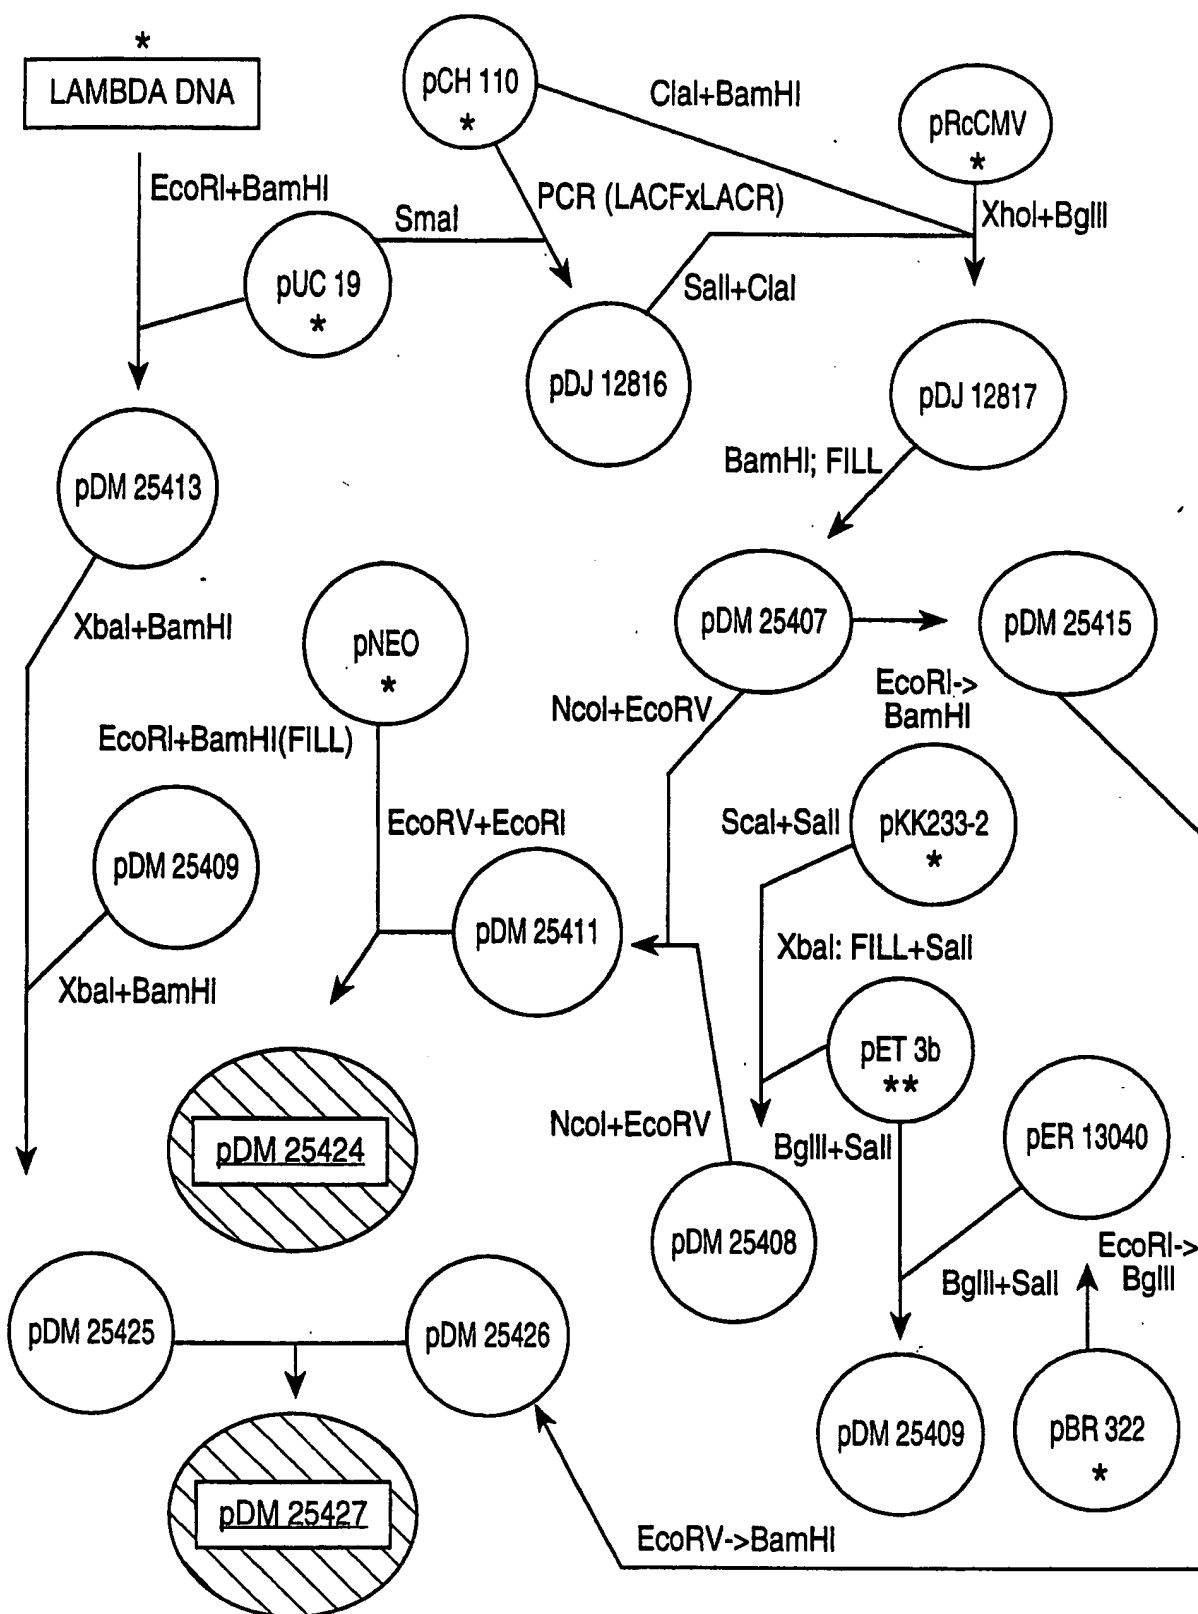 *
LAMBDA DNA
pCH 110
*
ClaI+BamHI
pRcCMV
*
EcoRI+BamHI
PCR (LACFxLACR)
SmaI
XhoI+BglII
pUC 19
*
SalI+ClaI
pDJ 12816
pDJ 12817
BamHI; FILL
pDM 25413
XbaI+BamHI
pNEO
*
pDM 25407
pDM 25415
EcoRI->
BamHI
NcoI+EcoRV
EcoRI+BamHI(FILL)
EcoRV+EcoRI
ScaI+SalI
pKK233-2
*
pDM 25409
pDM 25411
XbaI: FILL+SalI
XbaI+BamHI
pET 3b
**
pDM 25424
NcoI+EcoRV
BglII+SalI
pER 13040
pDM 25408
EcoRI->
BglII
BglII+SalI
pDM 25425
pDM 25426
pDM 25409
pBR 322
*
pDM 25427
EcoRV->BamHI